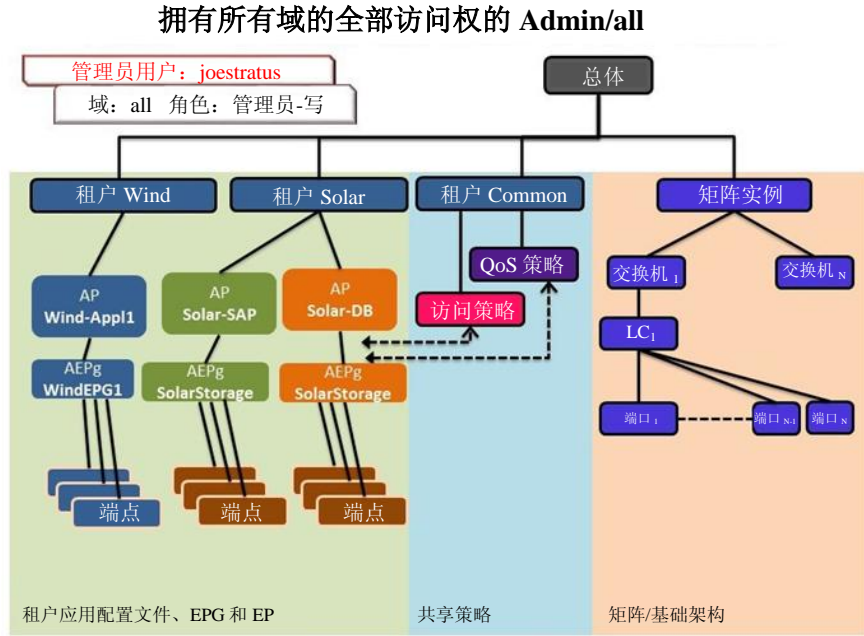 拥有所有域的全部访问权的 Admin/all
管理员用户：joestratus
域：all 角色：管理员-写
总体
租户 Wind
租户 Solar
租户 Common
矩阵实例
QoS 策略
访问策略
交换机 1
交换机 N
AP
Wind-Appl1
AP
Solar-SAP
AP
Solar-DB
LC1
AEPg
WindEPG1
AEPg
SolarStorage
AEPg
SolarStorage
端口 1
端口 N-1
端口 N
端点
端点
端点
租户应用配置文件、EPG 和 EP
共享策略
矩阵/基础架构